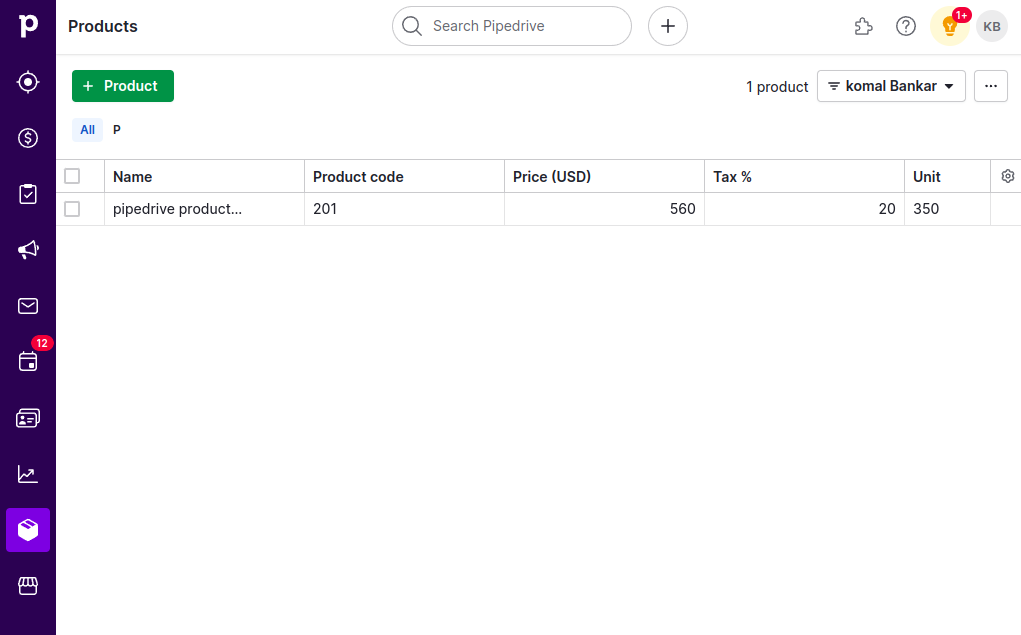 p
Products
Search Pipedrive
1+
KB
+ Product
1 product
komal Bankar
...
All
P
Name
Product code
Price (USD)
Tax %
Unit
pipedrive product...
201
560
20
350
12